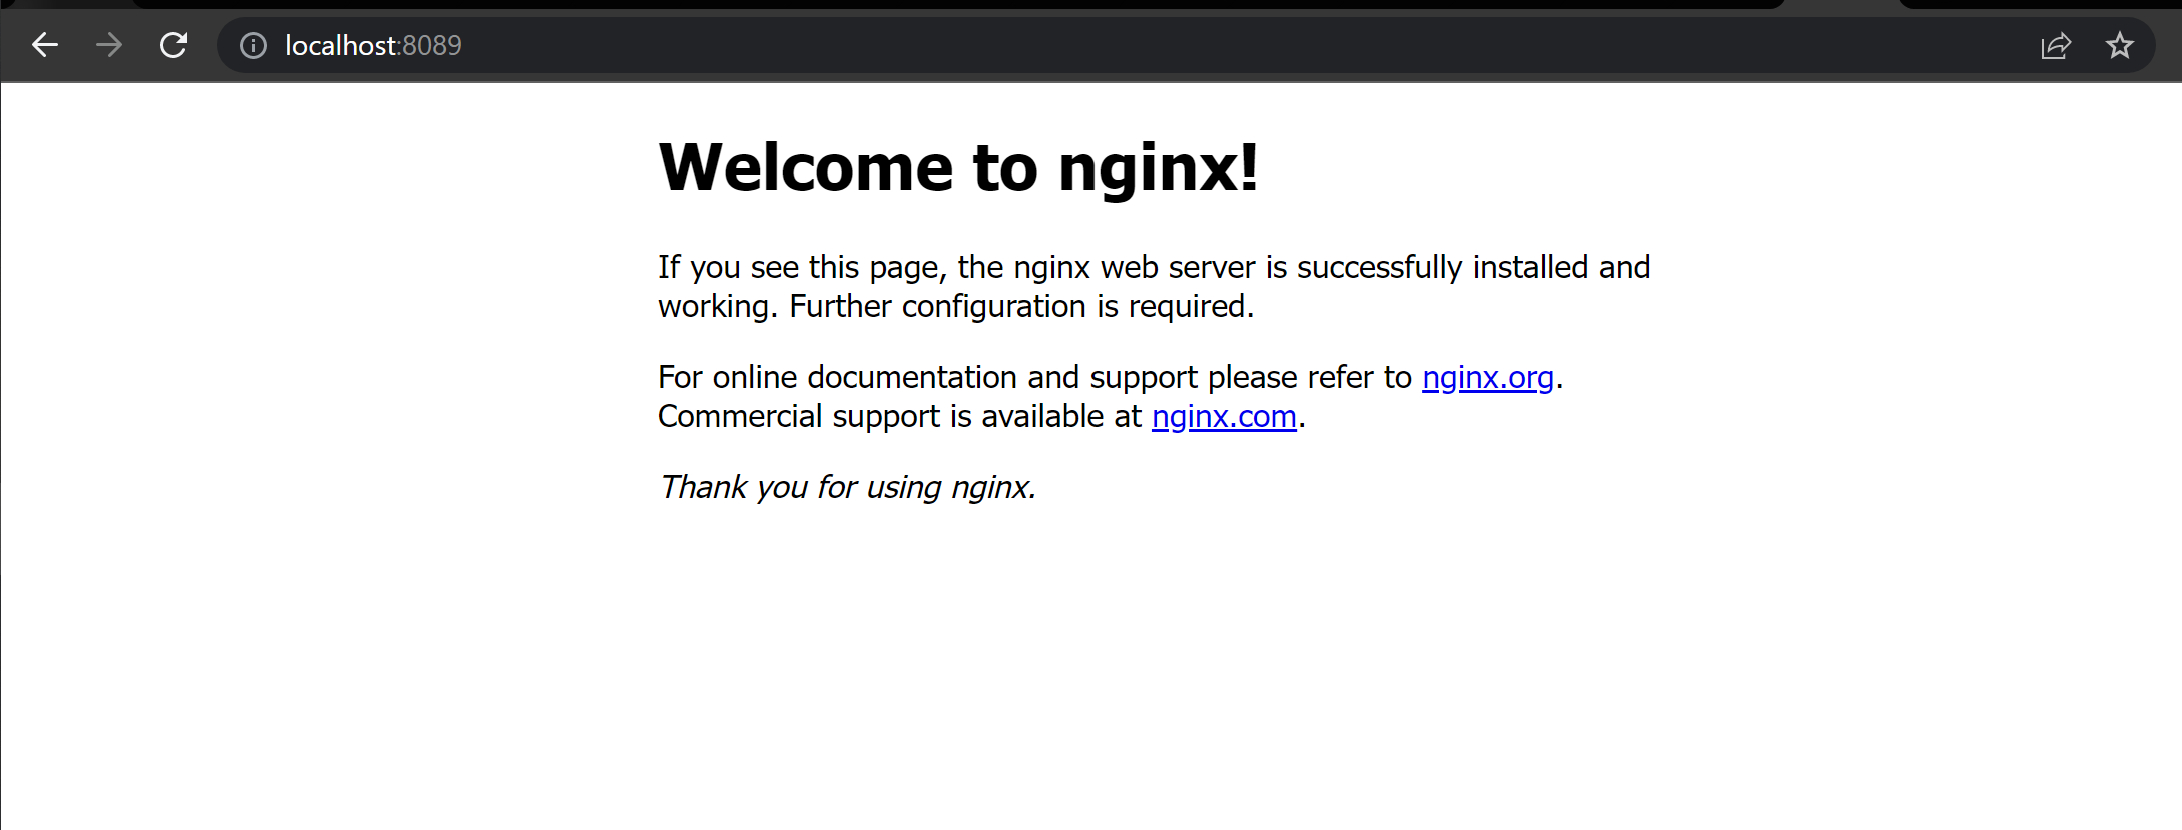 localhost:8089
Welcome to nginx!
If you see this page, the nginx web server is successfully installed and
working. Further configuration is required.
For online documentation and support please refer to nginx.org.
Commercial support is available at nginx.com.
Thank you for using nginx.